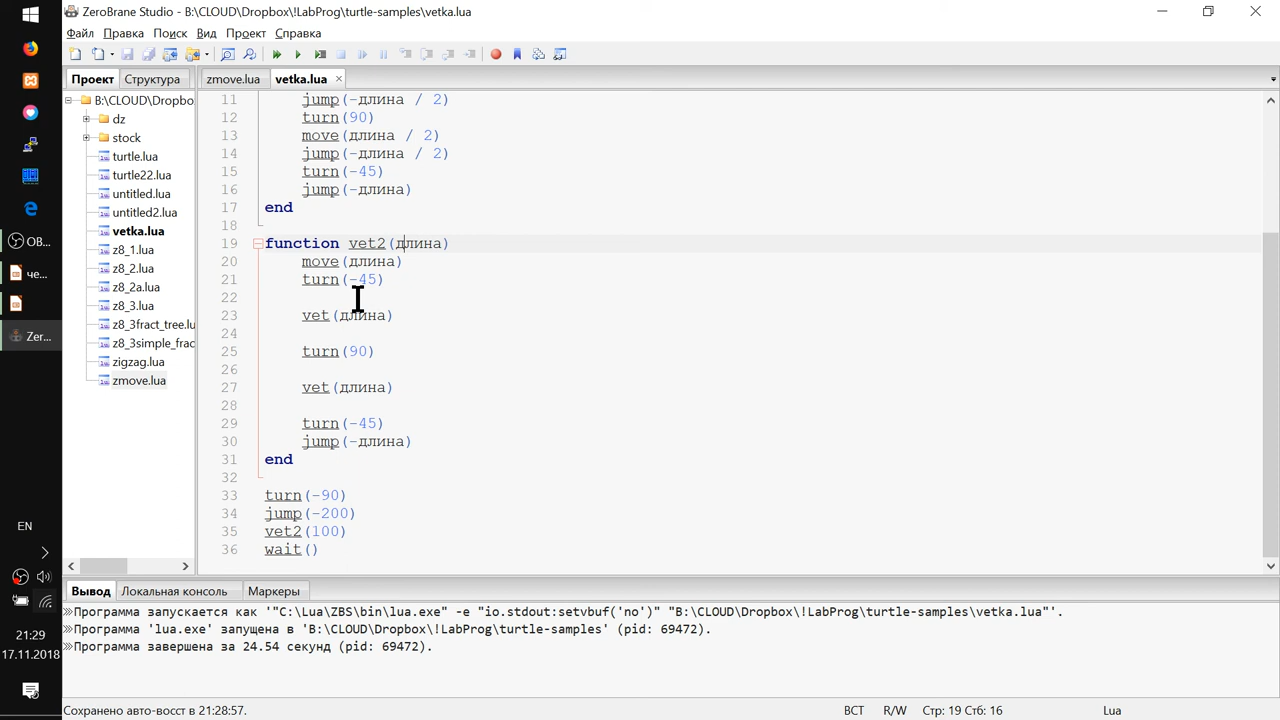 ZeroBrane Studio - B:\CLOUD\Dropbox\!LabProg\turtle-samples\vetka.lua
Файл Правка Поиск Вид Проект Справка
Проект Структура
zmove.lua vetka.lua
B:\CLOUD\Dropbo
dz
stock
turtle.lua
turtle22.lua
untitled.lua
untitled2.lua
vetka.lua
z8_1.lua
z8_2.lua
z8_2a.lua
z8_3.lua
z8_3fract_tree.lu
z8_3simple_frac
zigzag.lua
zmove.lua
11 jump(-длина / 2)
12 turn(90)
13 move(длина / 2)
14 jump(-длина / 2)
15 turn(-45)
16 jump(-длина)
17 end
18
19 function vet2(длина)
20 move(длина)
21 turn(-45)
22
23 vet(длина)
24
25 turn(90)
26
27 vet(длина)
28
29 turn(-45)
30 jump(-длина)
31 end
32
33 turn(-90)
34 jump(-200)
35 vet2(100)
36 wait()
OB...
че...
Zer...
EN
21:29
17.11.2018
Вывод Локальная консоль Маркеры
Программа запускается как '"C:\Lua\ZBS\bin\lua.exe" -e "io.stdout:setvbuf('no')" "B:\CLOUD\Dropbox\!LabProg\turtle-samples\vetka.lua"'.
Программа 'lua.exe' запущена в 'B:\CLOUD\Dropbox\!LabProg\turtle-samples' (pid: 69472).
Программа завершена за 24.54 секунд (pid: 69472).
Сохранено авто-восст в 21:28:57. ВСТ R/W Стр: 19 Стб: 16 Lua